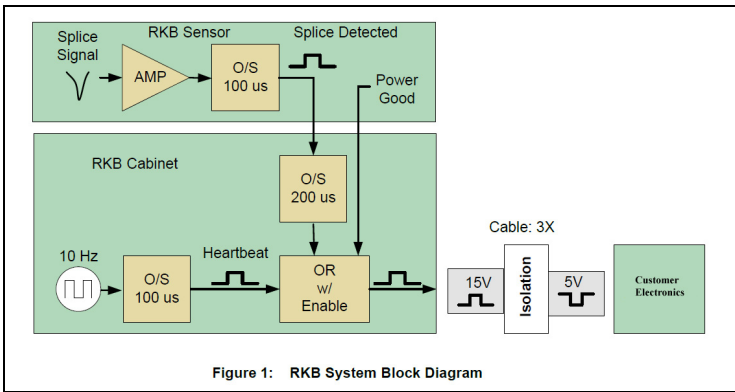 Splice
Signal
RKB Sensor
Splice Detected
AMP
O/S
100 us
Power
Good
RKB Cabinet
O/S
200 us
10 Hz
O/S
100 us
Heartbeat
OR
w/
Enable
Cable: 3X
15V
Isolation
5V
Customer
Electronics
Figure 1: RKB System Block Diagram